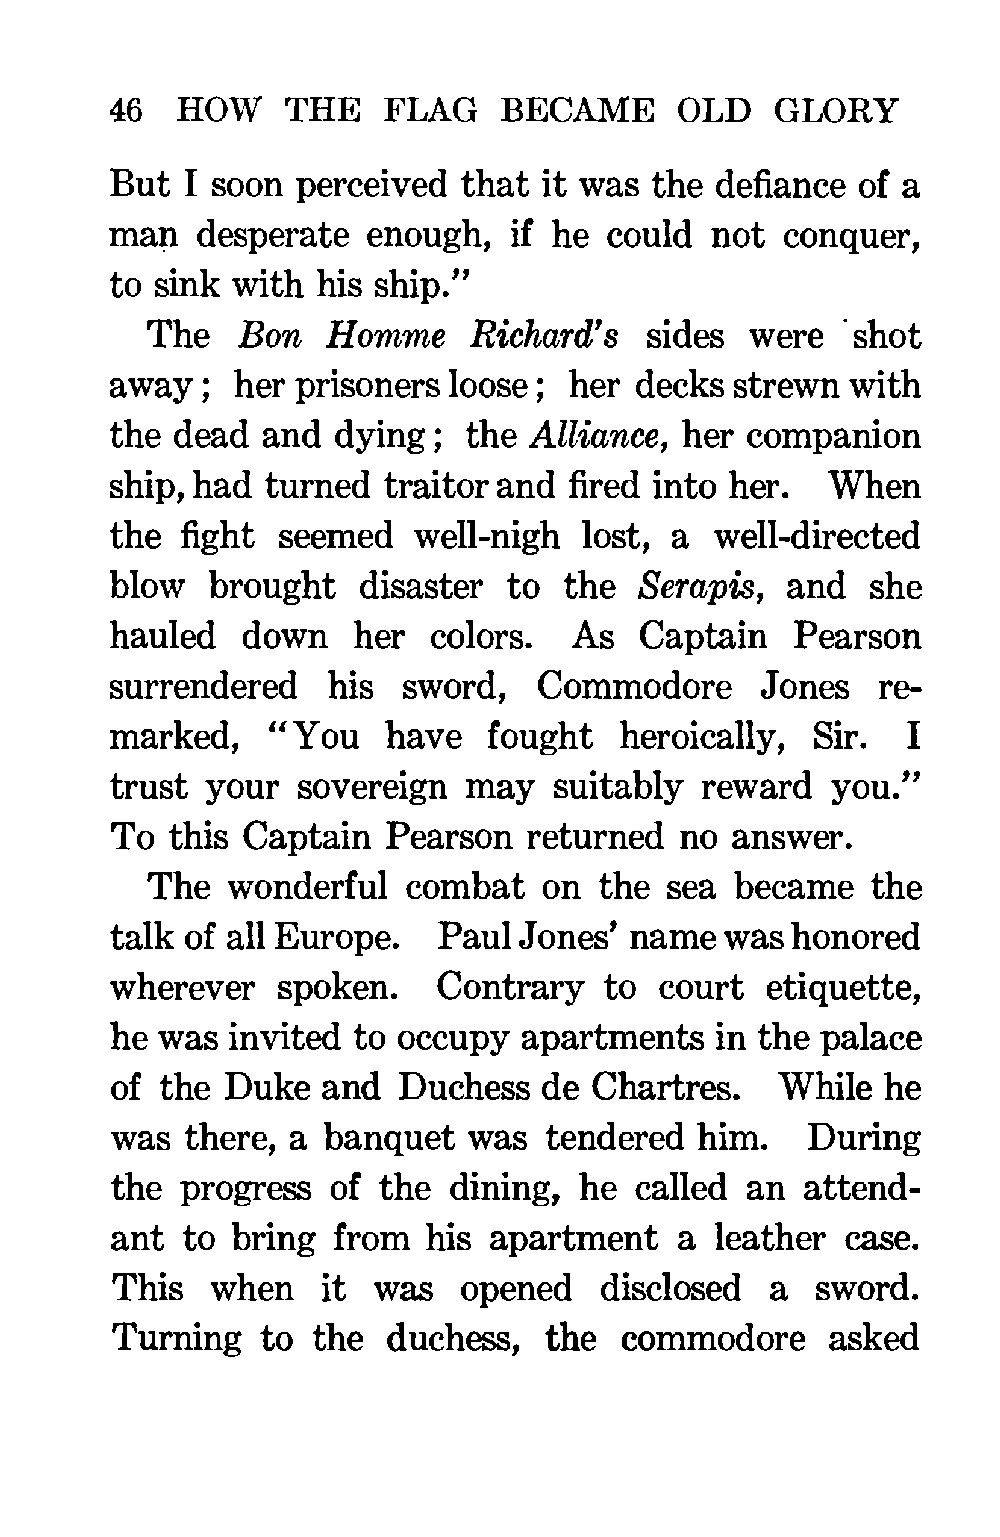 46 HOW THE FLAG BECAME OLD GLORY
But I soon perceived that it was the defiance of a
man desperate enough, if he could not conquer,
to sink with his ship.”
The Bon Homme Richard’s sides were shot
away; her prisoners loose; her decks strewn with
the dead and dying; the Alliance, her companion
ship, had turned traitor and fired into her. When
the fight seemed well-nigh lost, a well-directed
blow brought disaster to the Serapis, and she
hauled down her colors. As Captain Pearson
surrendered his sword, Commodore Jones re-
marked, “You have fought heroically, Sir. I
trust your sovereign may suitably reward you.”
To this Captain Pearson returned no answer.
The wonderful combat on the sea became the
talk of all Europe. Paul Jones’ name was honored
wherever spoken. Contrary to court etiquette,
he was invited to occupy apartments in the palace
of the Duke and Duchess de Chartres. While he
was there, a banquet was tendered him. During
the progress of the dining, he called an attend-
ant to bring from his apartment a leather case.
This when it was opened disclosed a sword.
Turning to the duchess, the commodore asked